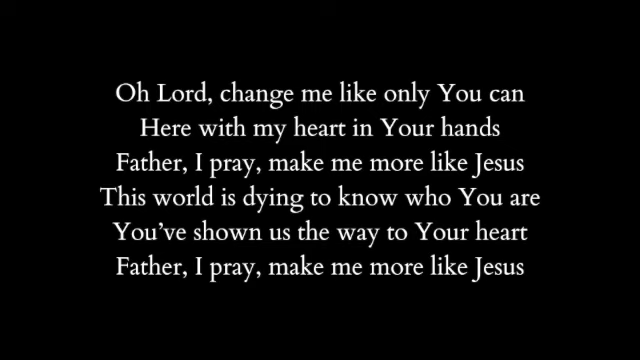 Oh Lord, change me like only You can
Here with my heart in Your hands
Father, I pray, make me more like Jesus
This world is dying to know who You are
You’ve shown us the way to Your heart
Father, I pray, make me more like Jesus